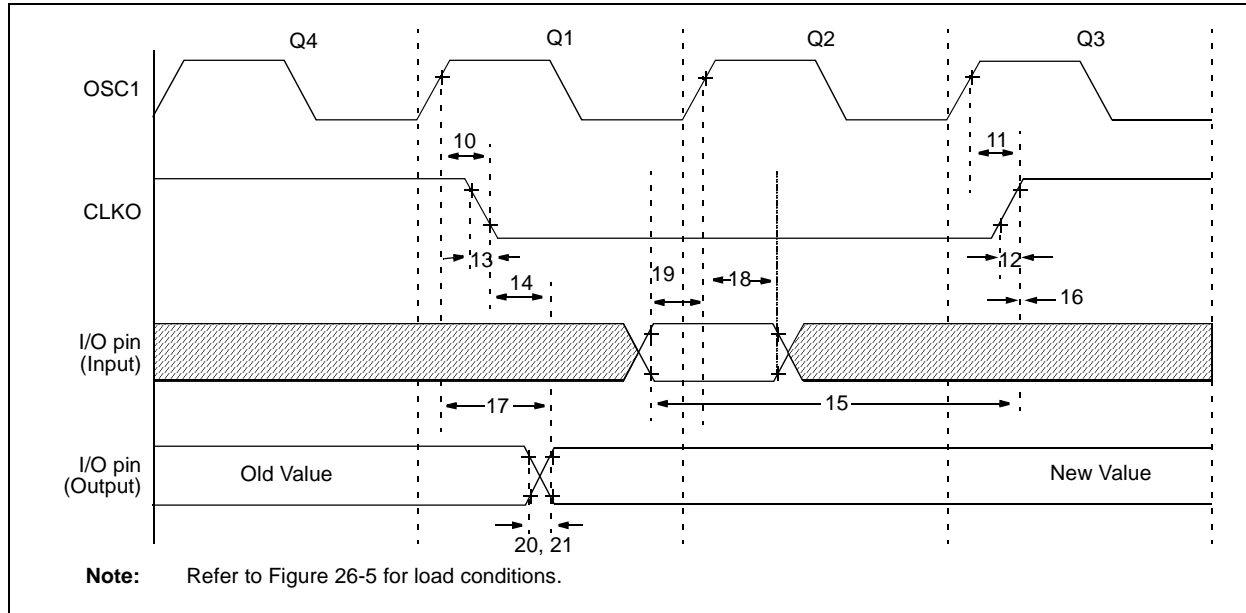 Q4 Q1 Q2 Q3
OSC1
10 11
CLKO
13 19 18 12
14 16
I/O pin
(Input)
17 15
I/O pin
(Output)
Old Value New Value
20, 21
Note: Refer to Figure 26-5 for load conditions.